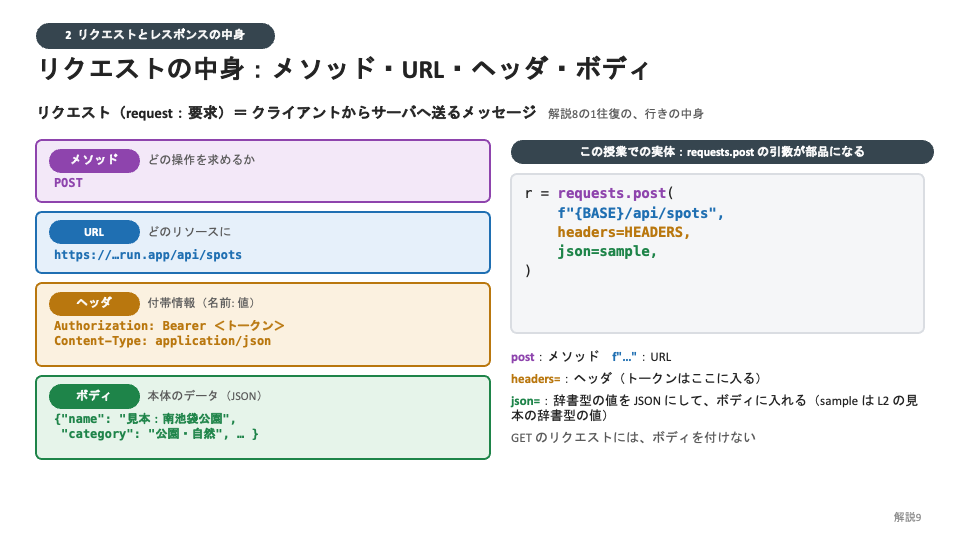 2 リクエストとレスポンスの中身
リクエストの中身：メソッド・URL・ヘッダ・ボディ
リクエスト（request：要求）＝ クライアントからサーバへ送るメッセージ 解説8の1往復の、行きの中身
メソッド どの操作を求めるか
POST
URL どのリソースに
https://…run.app/api/spots
ヘッダ 付帯情報（名前: 値）
Authorization: Bearer ＜トークン＞
Content-Type: application/json
ボディ 本体のデータ（JSON）
{"name": "見本：南池袋公園",
"category": "公園・自然", … }
この授業での実体：requests.post の引数が部品になる
r = requests.post(
f"{BASE}/api/spots",
headers=HEADERS,
json=sample,
)
post：メソッド f"…"：URL
headers=：ヘッダ（トークンはここに入る）
json=：辞書型の値を JSON にして、ボディに入れる（sample は L2 の見
本の辞書型の値）
GET のリクエストには、ボディを付けない
解説9